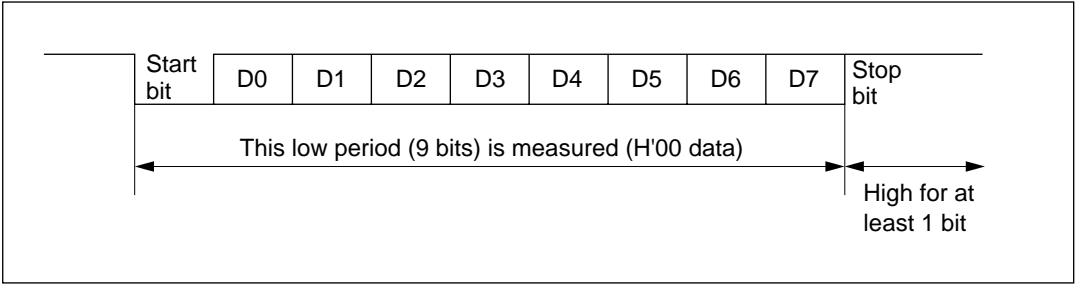 Start
bit
D0 D1 D2 D3 D4 D5 D6 D7
Stop
bit
This low period (9 bits) is measured (H'00 data)
High for at
least 1 bit